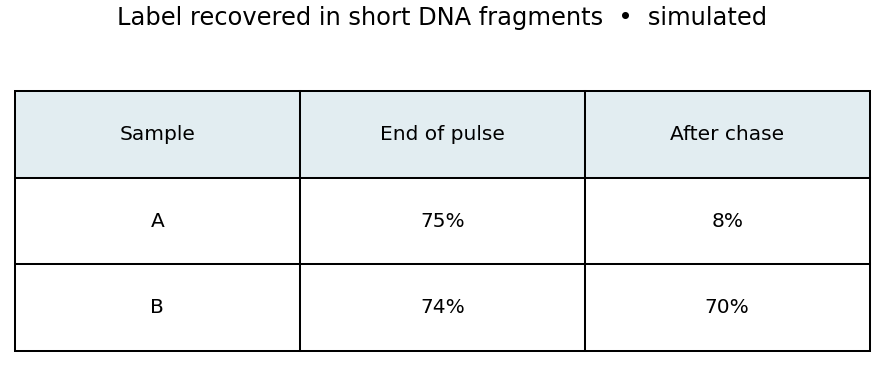 Label recovered in short DNA fragments • simulated
Sample End of pulse After chase
A 75% 8%
B 74% 70%